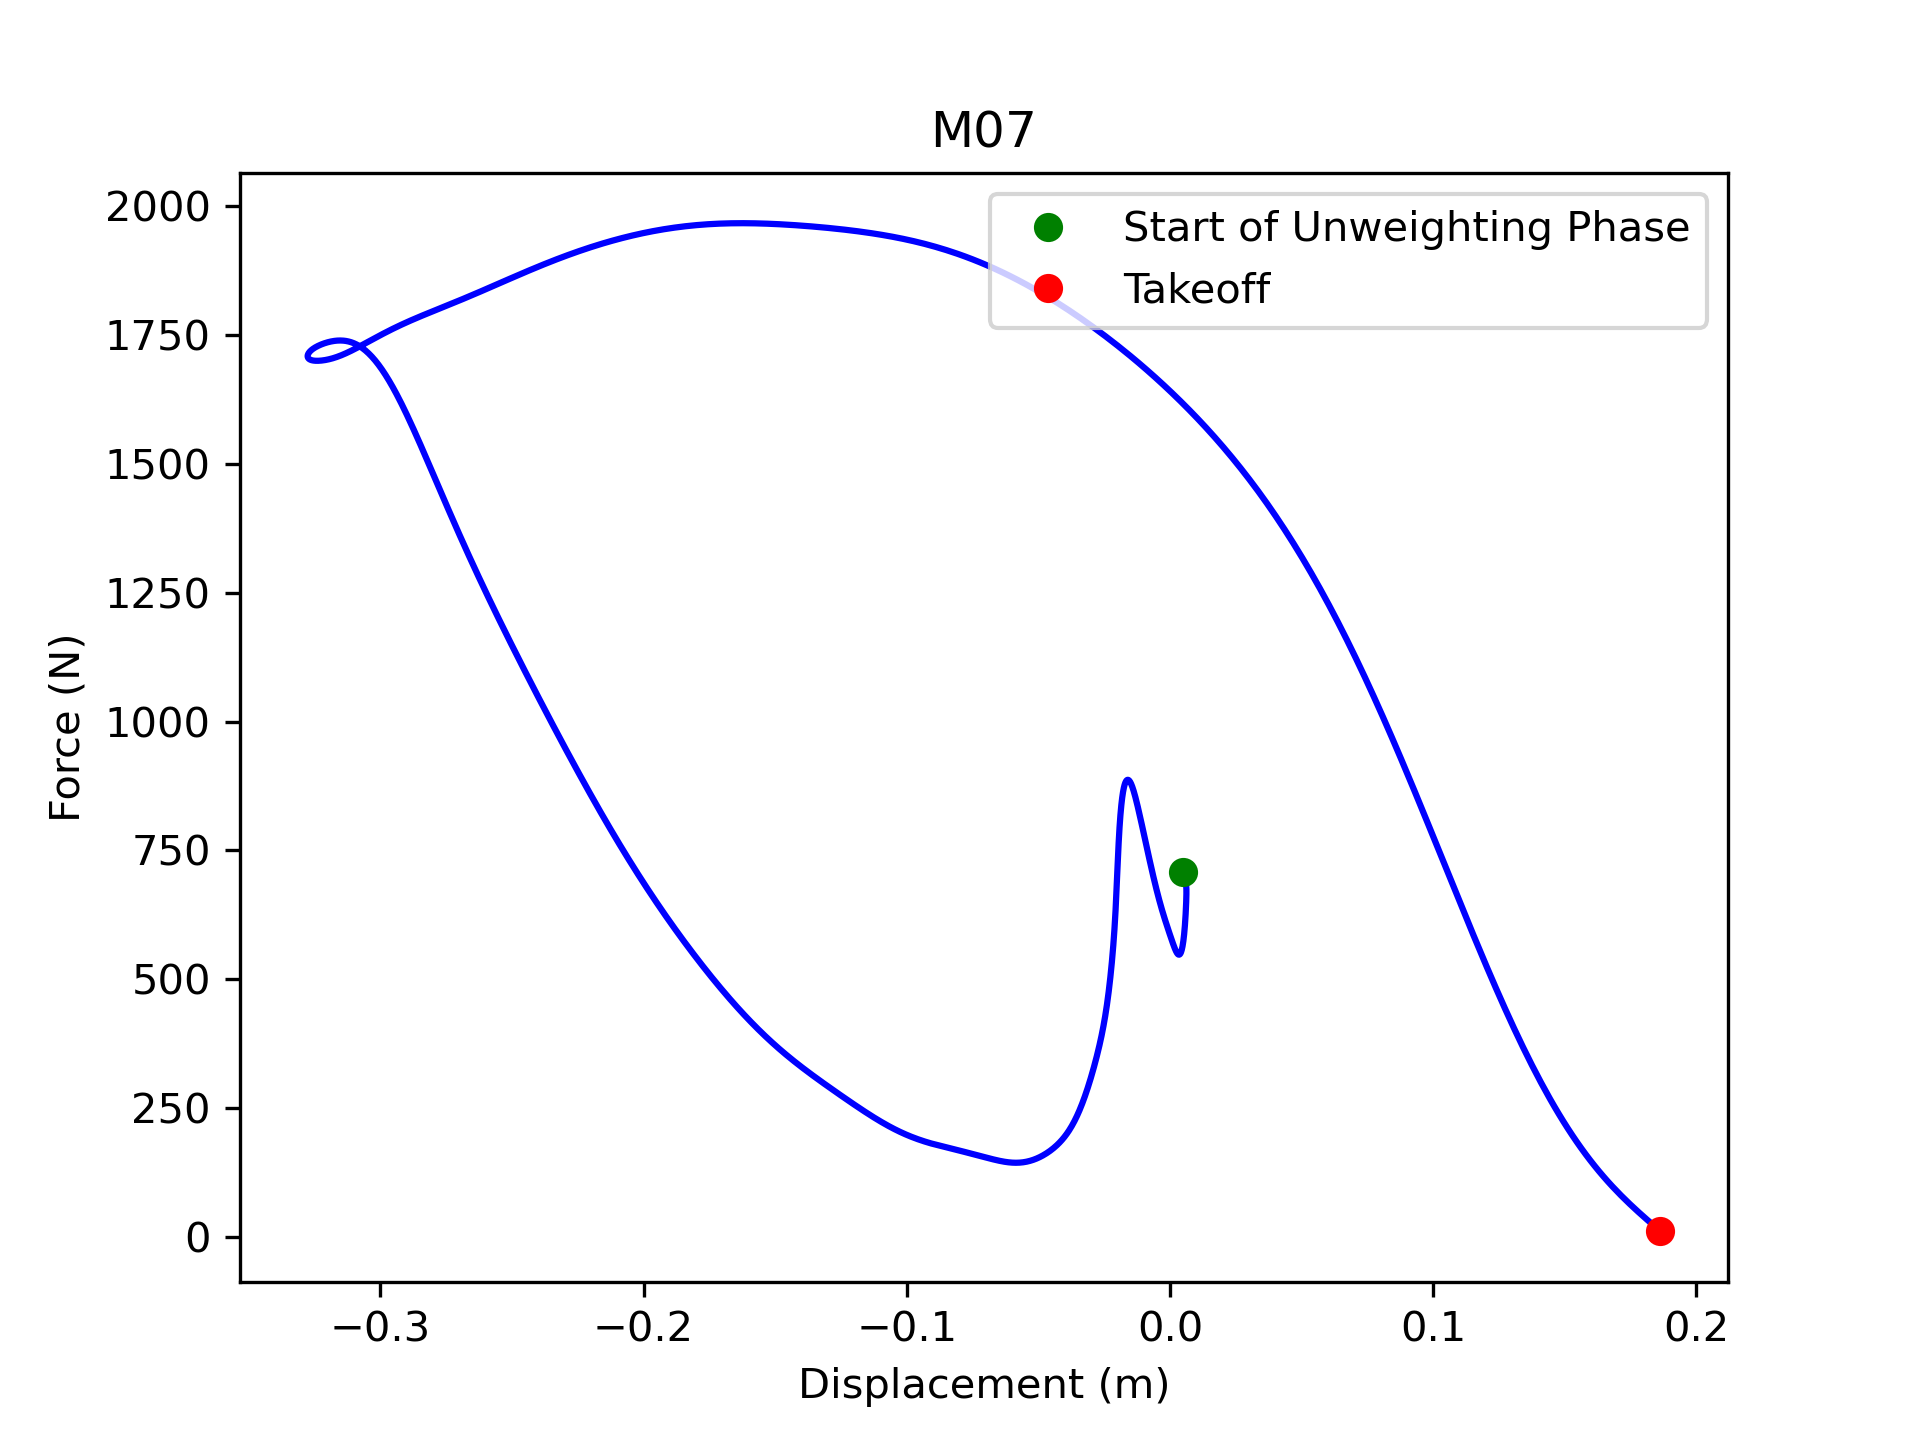 M07
Start of Unweighting Phase
Takeoff
2000
1750
1500
1250
1000
750
500
250
0
Force (N)
−0.3 −0.2 −0.1 0.0 0.1 0.2
Displacement (m)